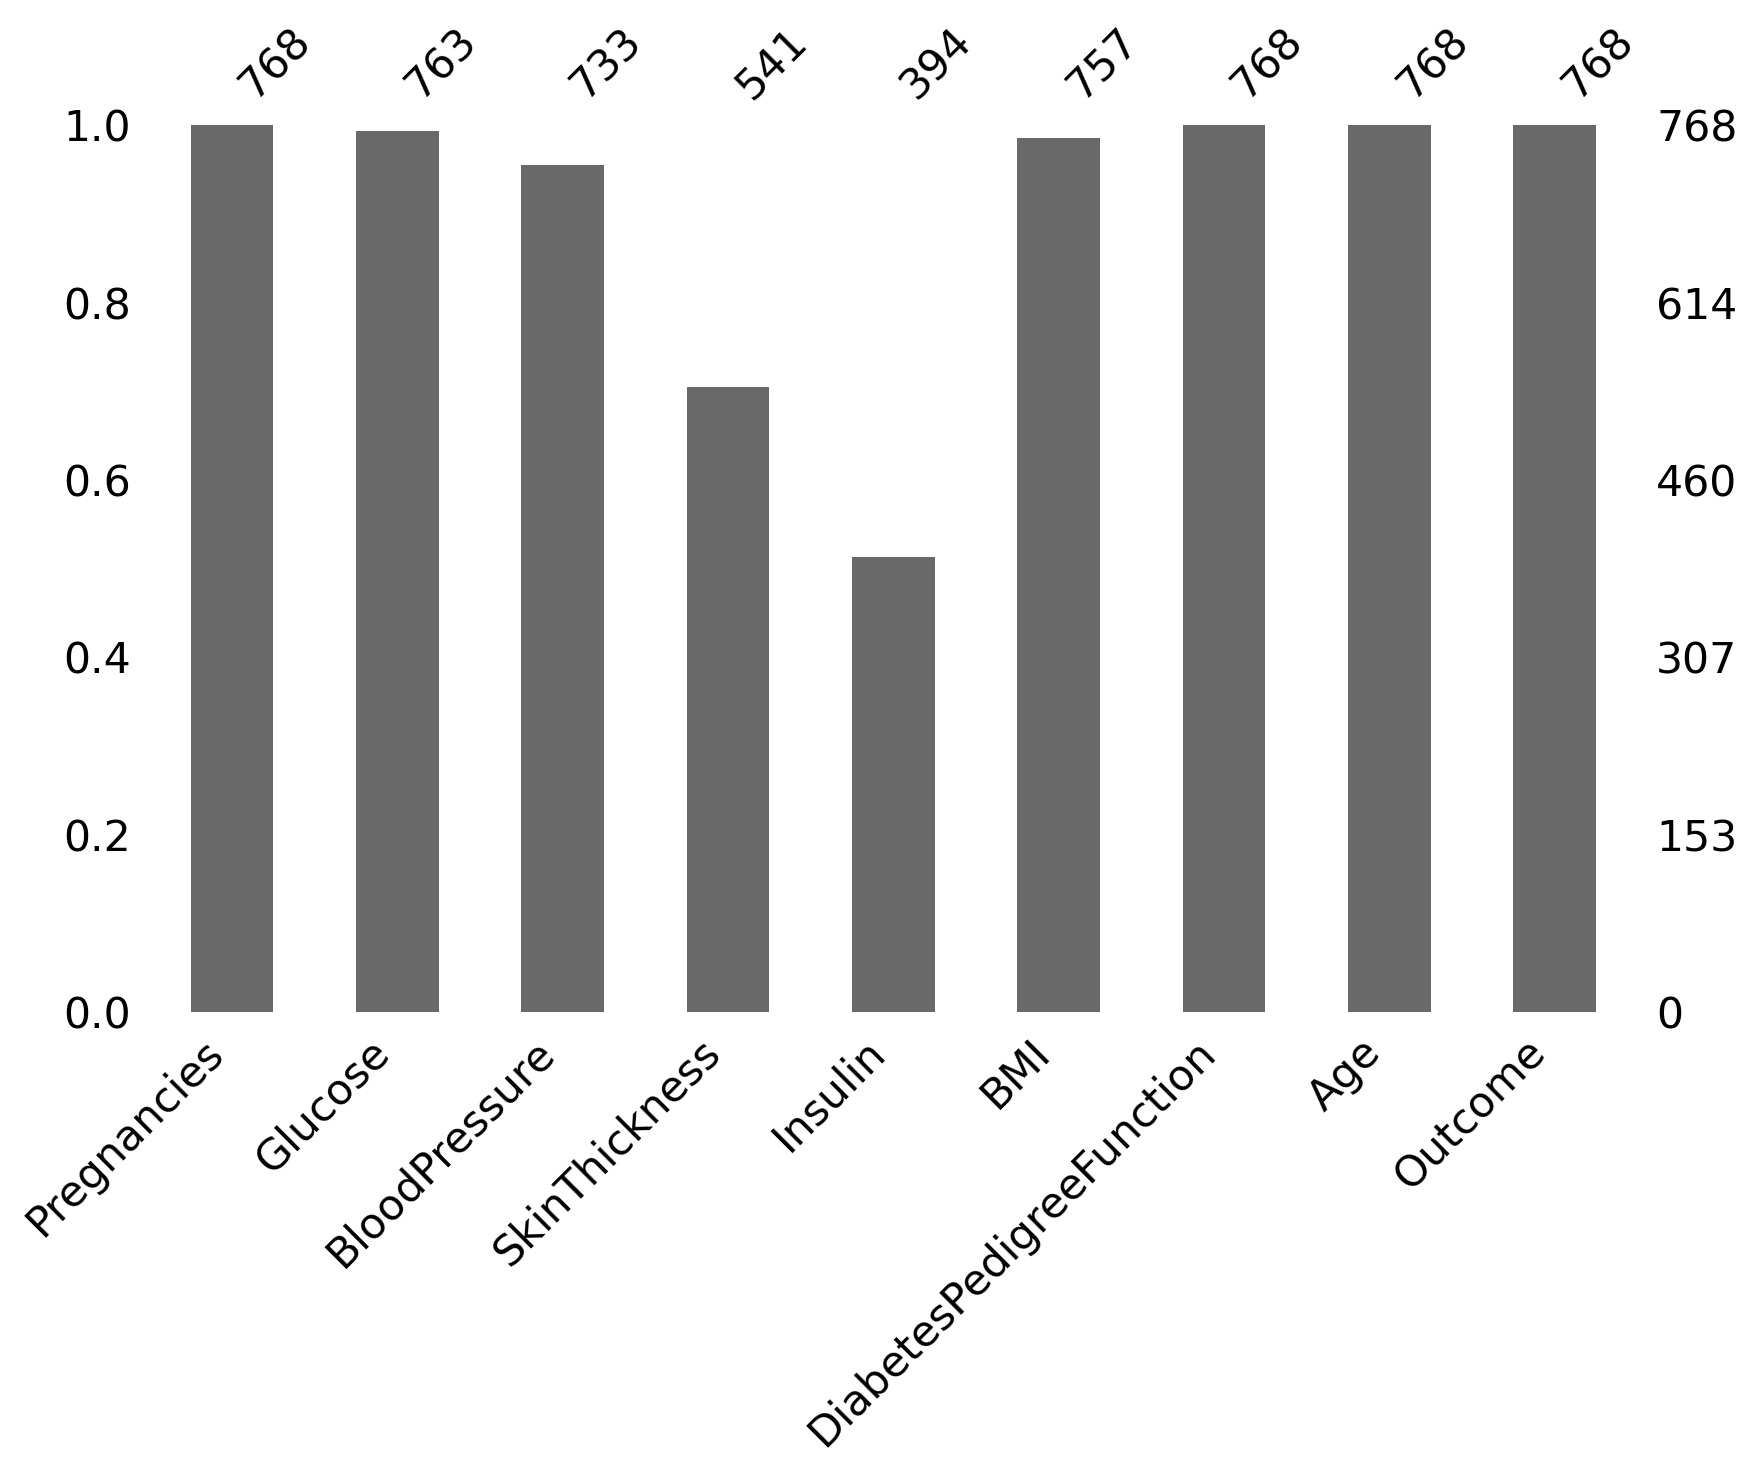 768 763 733 541 394 757 768 768 768
1.0 768
0.8 614
0.6 460
0.4 307
0.2 153
0.0 0
Pregnancies
Glucose
BloodPressure
SkinThickness
Insulin
BMI
DiabetesPedigreeFunction
Age
Outcome